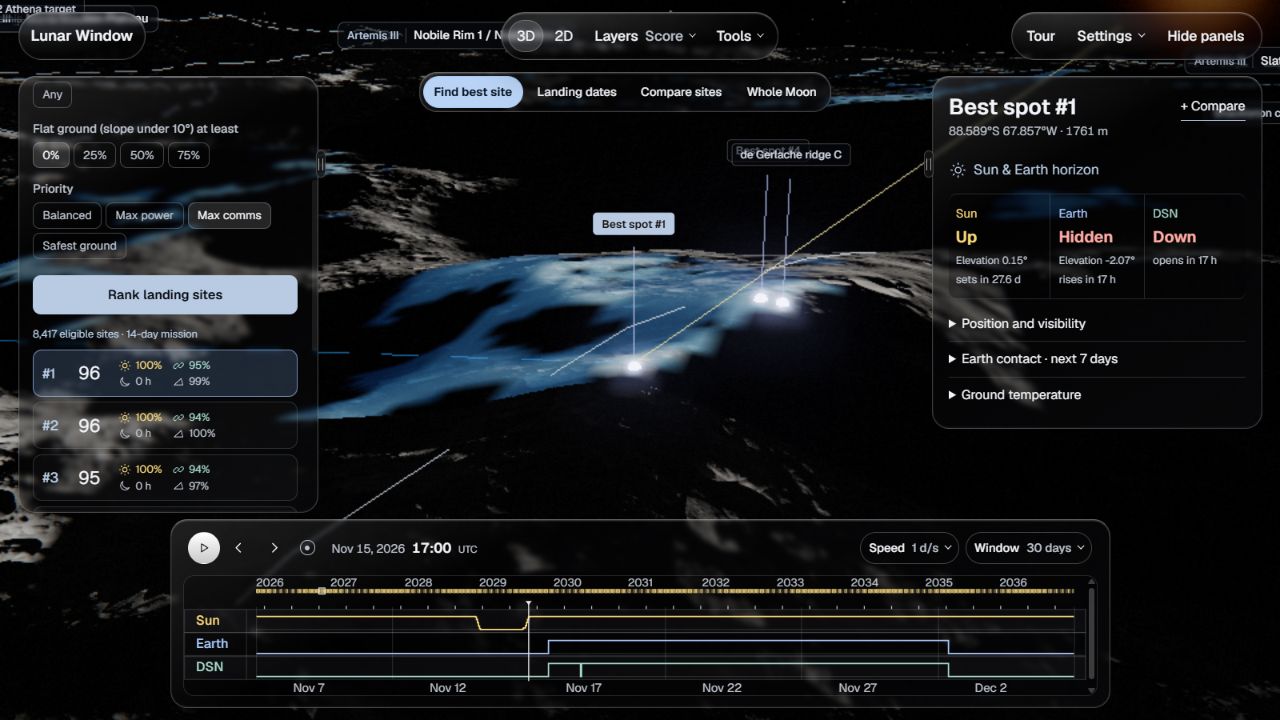 Athena target
Lunar Window
Artemis III Nobile Rim 1 /
3D 2D Layers Score Tools
Tour Settings Hide panels
Artemis III
Find best site Landing dates Compare sites Whole Moon
Any
Flat ground (slope under 10°) at least
0% 25% 50% 75%
Priority
Balanced Max power Max comms
Safest ground
Rank landing sites
8,417 eligible sites · 14-day mission
#1 96 100% 95%
0 h 99%
#2 96 100% 94%
0 h 100%
#3 95 100% 94%
0 h 97%
de Gerlache ridge C
Best spot #1
Best spot #1
+ Compare
88.589°S 67.857°W · 1761 m
Sun & Earth horizon
Sun Earth DSN
Up Hidden Down
Elevation 0.15° Elevation -2.07° opens in 17 h
sets in 27.6 d rises in 17 h
Position and visibility
Earth contact · next 7 days
Ground temperature
Nov 15, 2026 17:00 UTC
Speed 1 d/s Window 30 days
2026 2027 2028 2029 2030 2031 2032 2033 2034 2035 2036
Sun
Earth
DSN
Nov 7 Nov 12 Nov 17 Nov 22 Nov 27 Dec 2